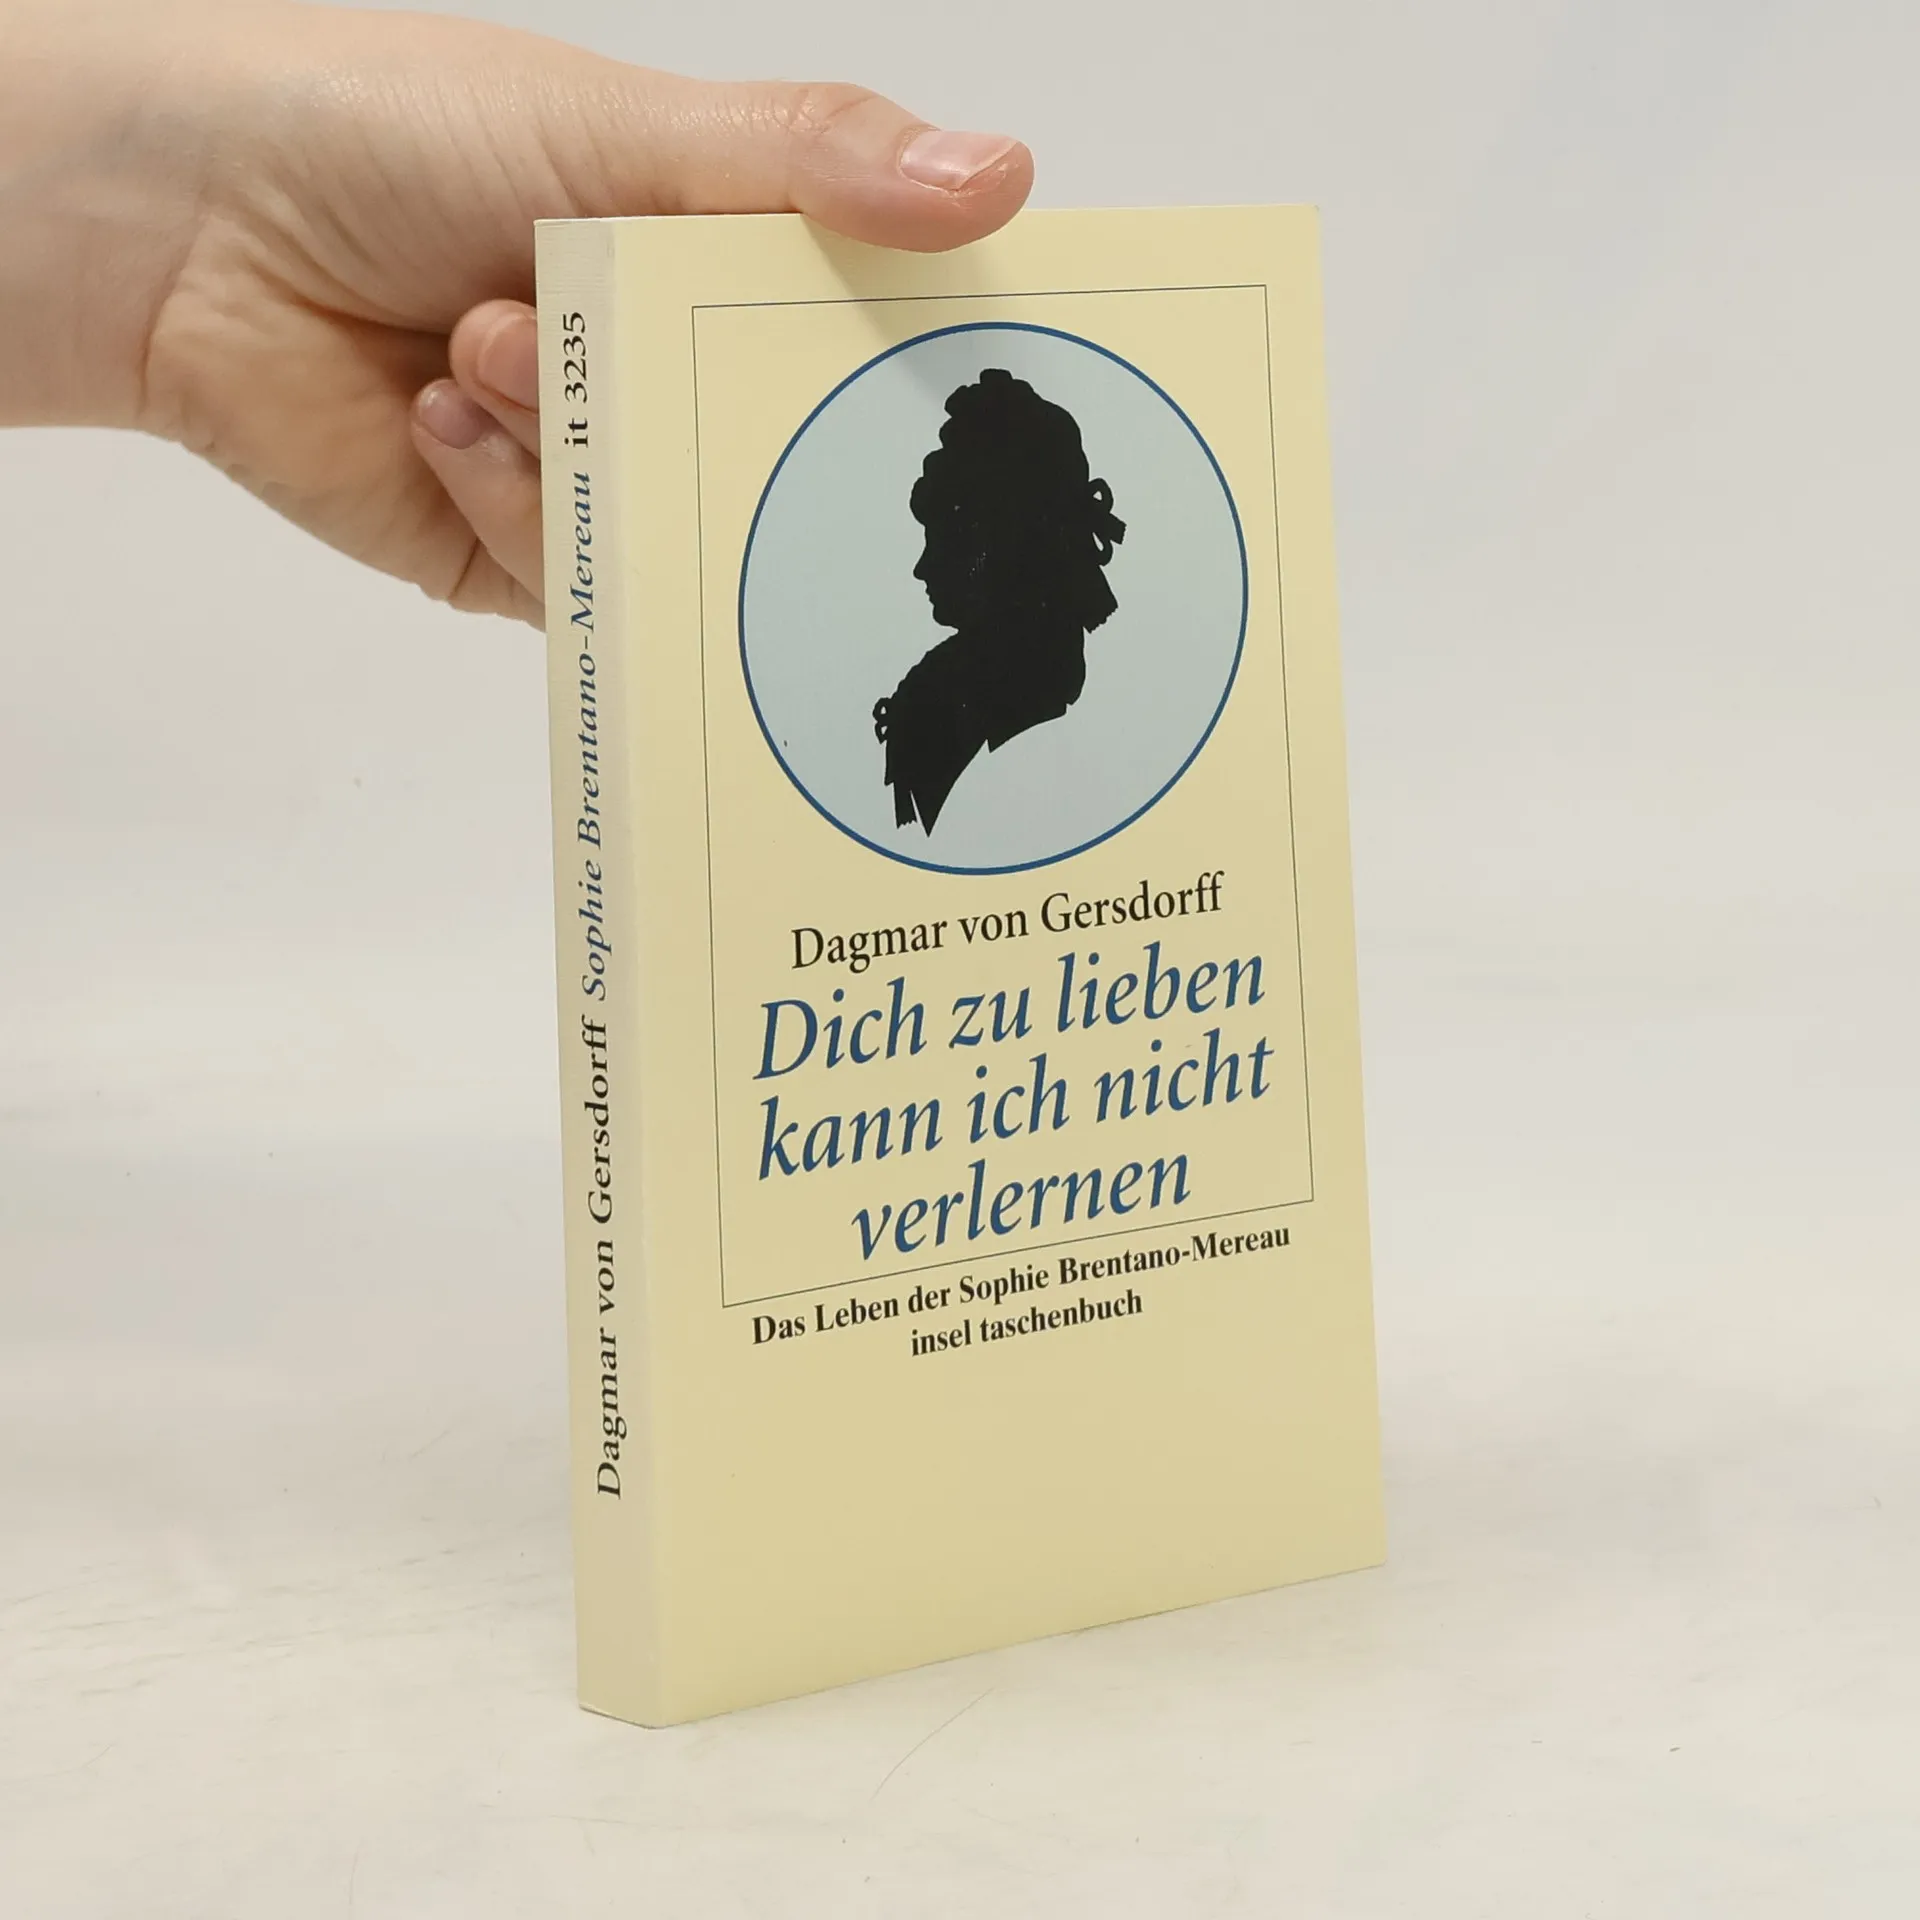 Dagmar von Gersdorff Sophie Brentano-Mereau it 3235
Dagmar von Gersdorff
Dich zu lieben
kann ich nicht
verlernen
Das Leben der Sophie Brentano-Mereau
insel taschenbuch